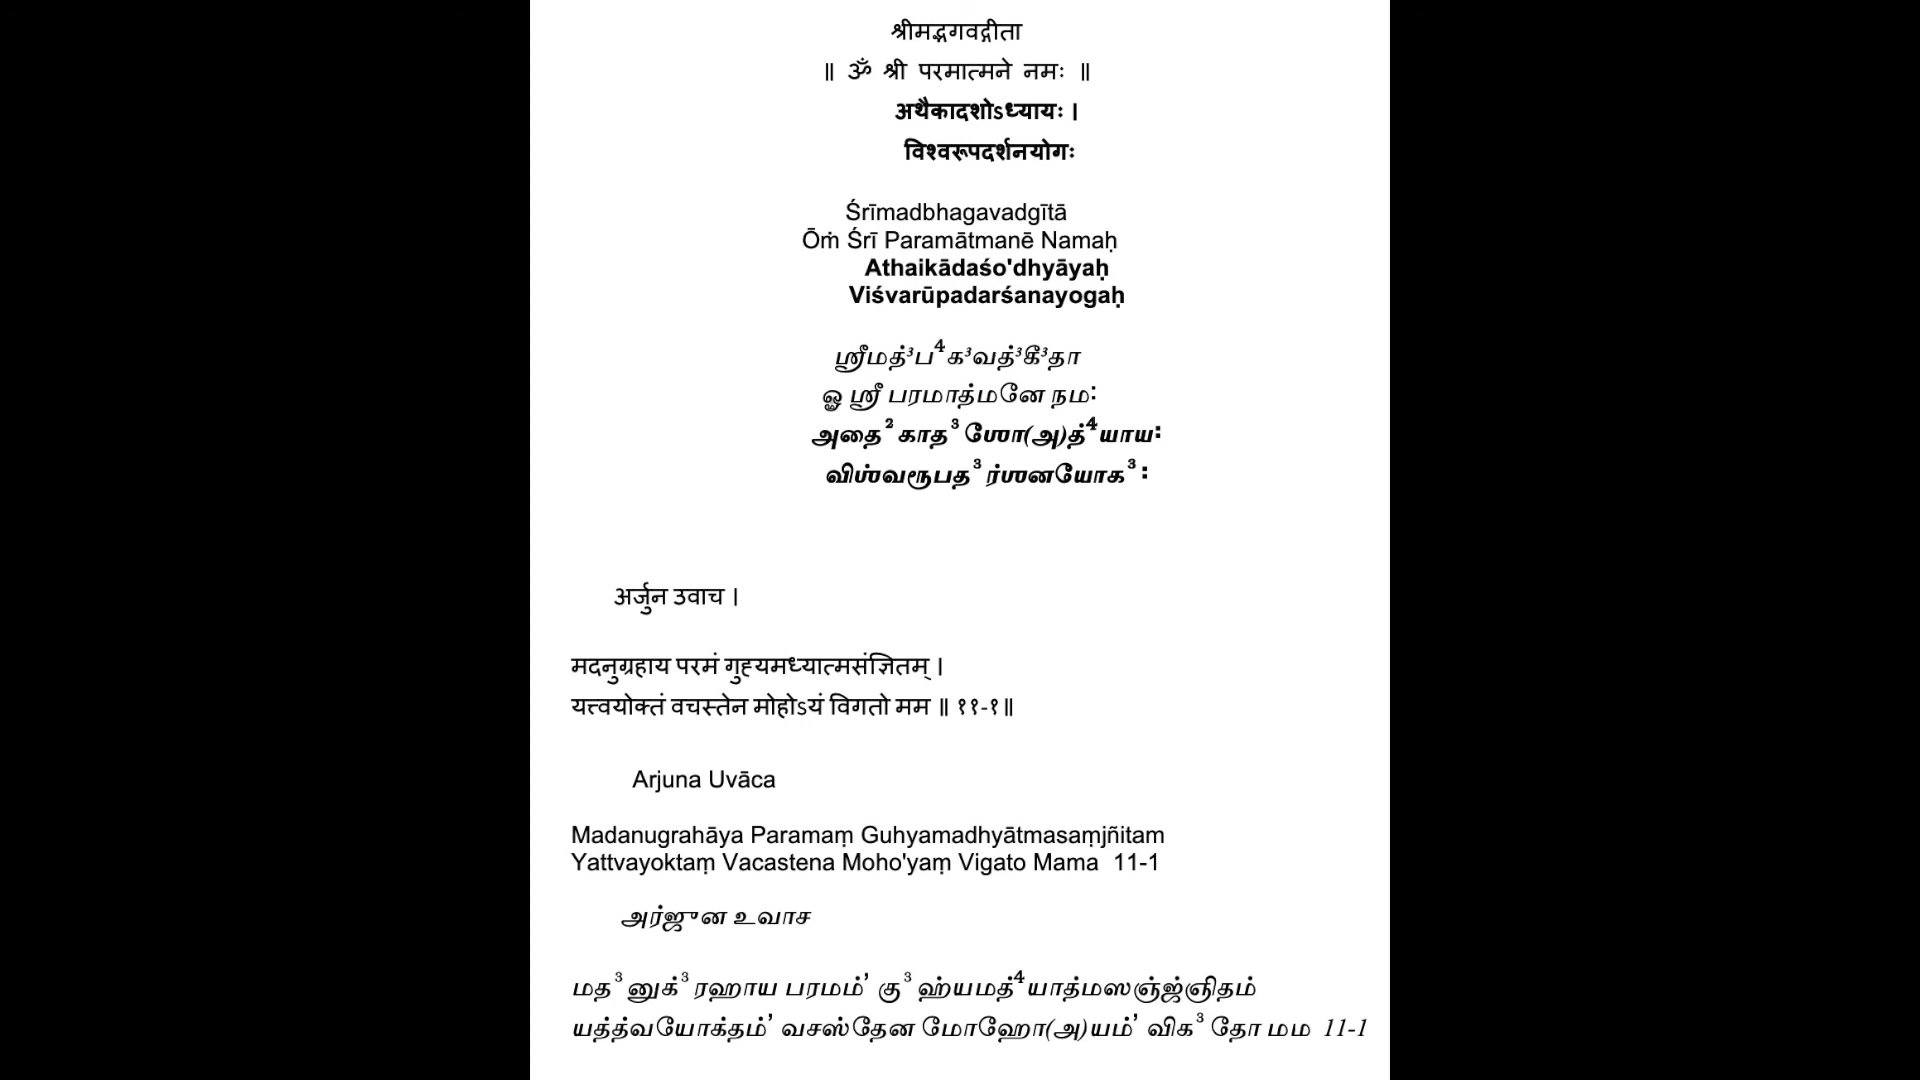 श्रीमद्भगवद्गीता
॥ ॐ श्री परमात्मने नमः ॥
अथैकादशोऽध्यायः ।
विश्वरूपदर्शनयोगः
Śrīmadbhagavadgītā
Ōṁ Śrī Paramātmanē Namaḥ
Athaikādaśo'dhyāyaḥ
Viśvarūpadarśanayogaḥ
ஶ்ரீமத்³ப⁴க³வத்³கீ³தா
ௐ ஶ்ரீ பரமாத்மனே நம:
அதை²காத³ஶோ(அ)த்⁴யாய:
விஶ்வரூபத³ர்ஶனயோக³:
अर्जुन उवाच ।
मदनुग्रहाय परमं गुह्यमध्यात्मसंज्ञितम् ।
यत्त्वयोक्तं वचस्तेन मोहोऽयं विगतो मम ॥ ११-१॥
Arjuna Uvāca
Madanugrahāya Paramaṃ Guhyamadhyātmasaṃjñitam
Yattvayoktaṃ Vacastena Moho'yaṃ Vigato Mama 11-1
அர்ஜுன உவாச
மத³னுக்³ரஹாய பரமம்ʼ கு³ஹ்யமத்⁴யாத்மஸஞ்ஜ்ஞிதம்
யத்த்வயோக்தம்ʼ வசஸ்தேன மோஹோ(அ)யம்ʼ விக³தோ மம 11-1